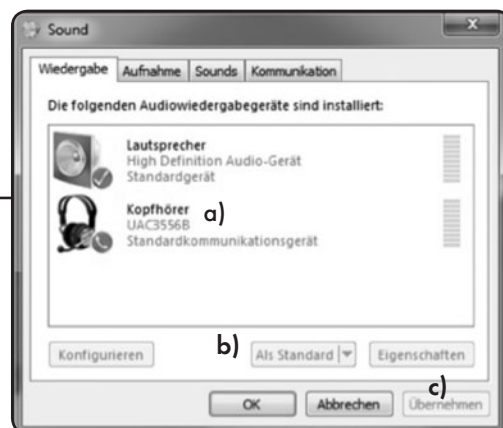 Sound
Wiedergabe Aufnahme Sounds Kommunikation
Die folgenden Audiowiedergabegeräte sind installiert:
Lautsprecher
High Definition Audio-Gerät
Standardgerät
Kopfhörer a)
UAC3556B
Standardkommunikationsgerät
Konfigurieren b) Als Standard Eigenschaften
c)
OK Abbrechen Übernehmen